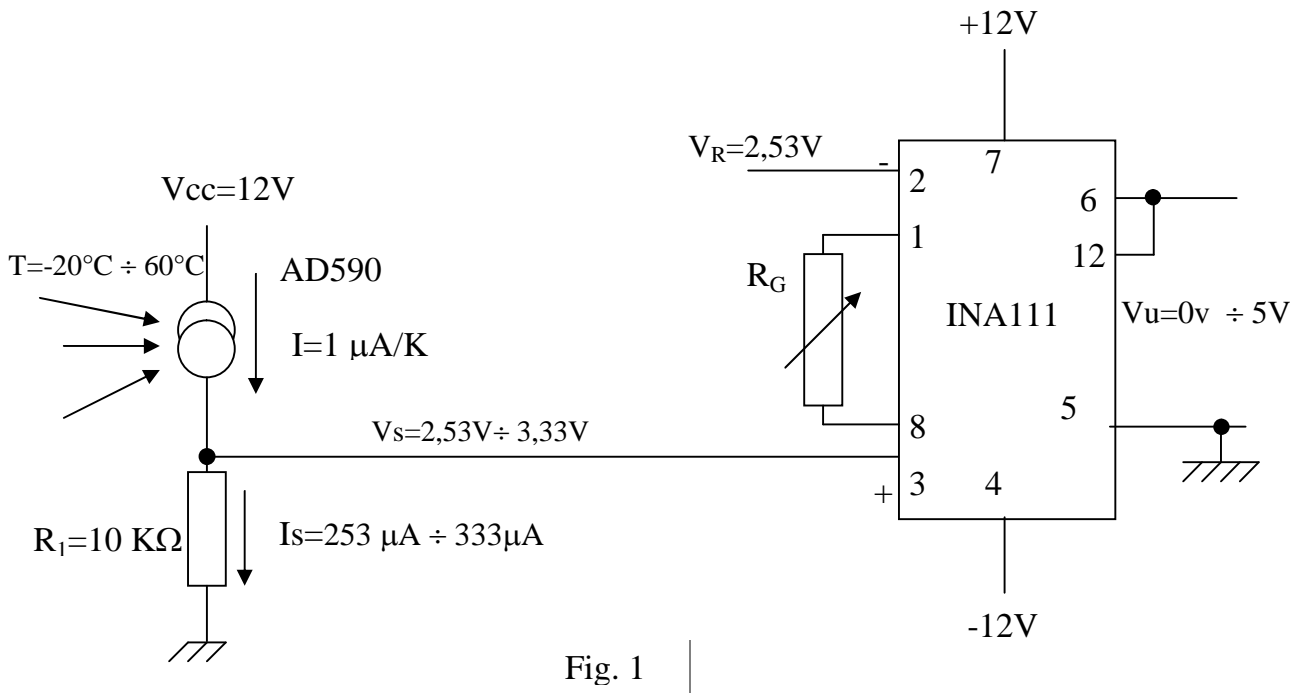 +12V
V_R=2,53V
-
2
7
6
Vcc=12V
1
12
T=-20°C ÷ 60°C
AD590
R_G
INA111
Vu=0v ÷ 5V
I=1 μA/K
5
Vs=2,53V÷ 3,33V
8
+
3
4
R_1=10 KΩ
Is=253 μA ÷ 333μA
-12V
Fig. 1